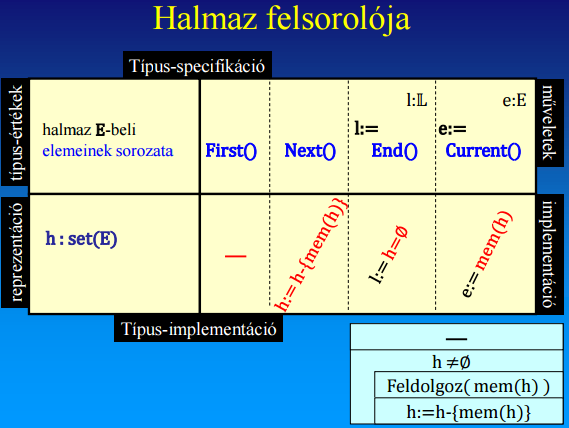 Halmaz felsorolója
Típus-specifikáció
típus-értékek
műveletek
l:𝕃
e:E
halmaz E-beli
elemeinek sorozata
First()
Next()
l:=
End()
e:=
Current()
reprezentáció
implementáció
h : set(E)
—
h:= h-{mem(h)}
l:= h=∅
e:= mem(h)
Típus-implementáció
—
h ≠∅
Feldolgoz( mem(h) )
h:=h-{mem(h)}